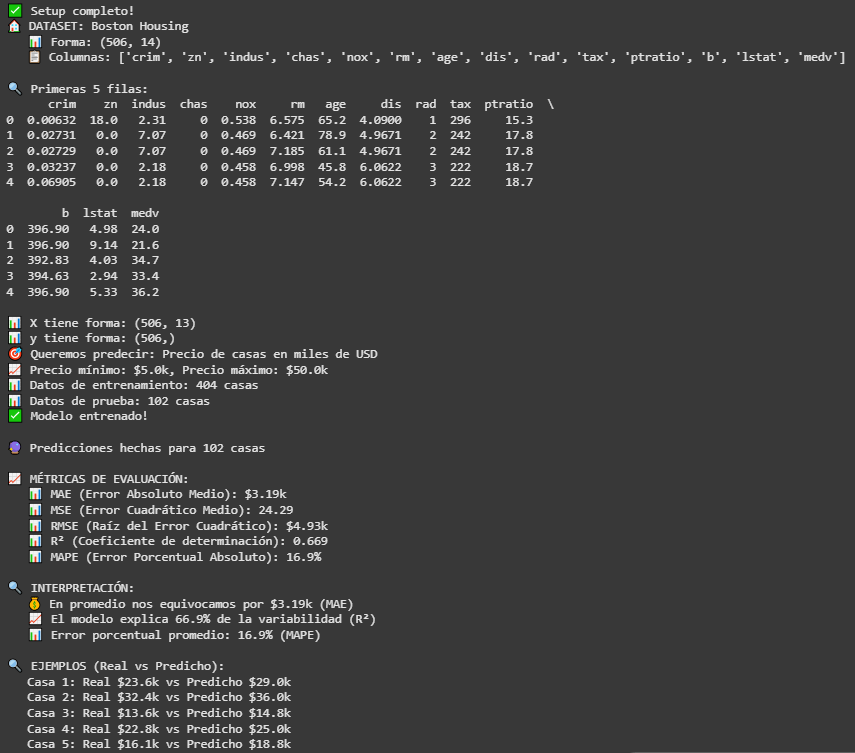 ✅ Setup completo!
🏠 DATASET: Boston Housing
📊 Forma: (506, 14)
📋 Columnas: ['crim', 'zn', 'indus', 'chas', 'nox', 'rm', 'age', 'dis', 'rad', 'tax', 'ptratio', 'b', 'lstat', 'medv']
🔍 Primeras 5 filas:
crim zn indus chas nox rm age dis rad tax ptratio \
0 0.00632 18.0 2.31 0 0.538 6.575 65.2 4.0900 1 296 15.3
1 0.02731 0.0 7.07 0 0.469 6.421 78.9 4.9671 2 242 17.8
2 0.02729 0.0 7.07 0 0.469 7.185 61.1 4.9671 2 242 17.8
3 0.03237 0.0 2.18 0 0.458 6.998 45.8 6.0622 3 222 18.7
4 0.06905 0.0 2.18 0 0.458 7.147 54.2 6.0622 3 222 18.7
b lstat medv
0 396.90 4.98 24.0
1 396.90 9.14 21.6
2 392.83 4.03 34.7
3 394.63 2.94 33.4
4 396.90 5.33 36.2
📊 X tiene forma: (506, 13)
📊 y tiene forma: (506,)
🎯 Queremos predecir: Precio de casas en miles de USD
📈 Precio mínimo: $5.0k, Precio máximo: $50.0k
📊 Datos de entrenamiento: 404 casas
📊 Datos de prueba: 102 casas
✅ Modelo entrenado!
🔮 Predicciones hechas para 102 casas
📈 MÉTRICAS DE EVALUACIÓN:
📊 MAE (Error Absoluto Medio): $3.19k
📊 MSE (Error Cuadrático Medio): 24.29
📊 RMSE (Raíz del Error Cuadrático): $4.93k
📊 R² (Coeficiente de determinación): 0.669
📊 MAPE (Error Porcentual Absoluto): 16.9%
🔍 INTERPRETACIÓN:
💰 En promedio nos equivocamos por $3.19k (MAE)
📈 El modelo explica 66.9% de la variabilidad (R²)
📊 Error porcentual promedio: 16.9% (MAPE)
🔍 EJEMPLOS (Real vs Predicho):
Casa 1: Real $23.6k vs Predicho $29.0k
Casa 2: Real $32.4k vs Predicho $36.0k
Casa 3: Real $13.6k vs Predicho $14.8k
Casa 4: Real $22.8k vs Predicho $25.0k
Casa 5: Real $16.1k vs Predicho $18.8k